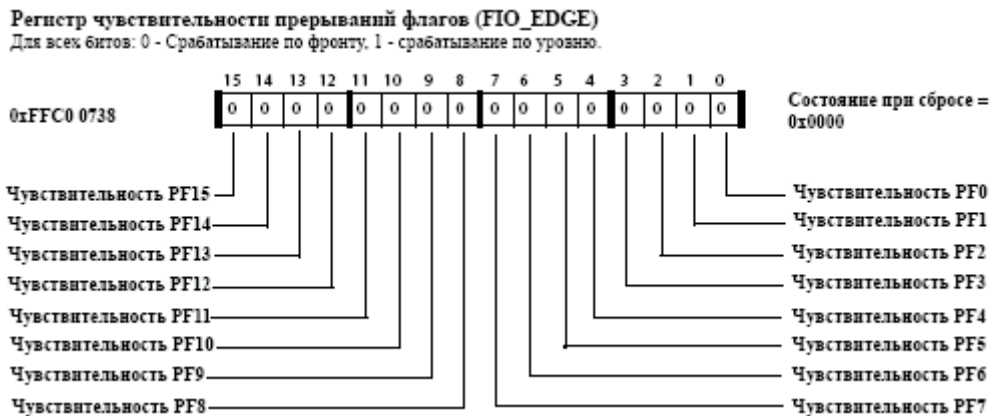 Регистр чувствительности прерываний флагов (FIO_EDGE)
Для всех битов: 0 - Срабатывание по фронту, 1 - срабатывание по уровню.
15 14 13 12 11 10 9 8 7 6 5 4 3 2 1 0
0xFFC0 0738
0 0 0 0 0 0 0 0 0 0 0 0 0 0 0 0
Состояние при сбросе =
0x0000
Чувствительность PF15
Чувствительность PF14
Чувствительность PF13
Чувствительность PF12
Чувствительность PF11
Чувствительность PF10
Чувствительность PF9
Чувствительность PF8
Чувствительность PF0
Чувствительность PF1
Чувствительность PF2
Чувствительность PF3
Чувствительность PF4
Чувствительность PF5
Чувствительность PF6
Чувствительность PF7